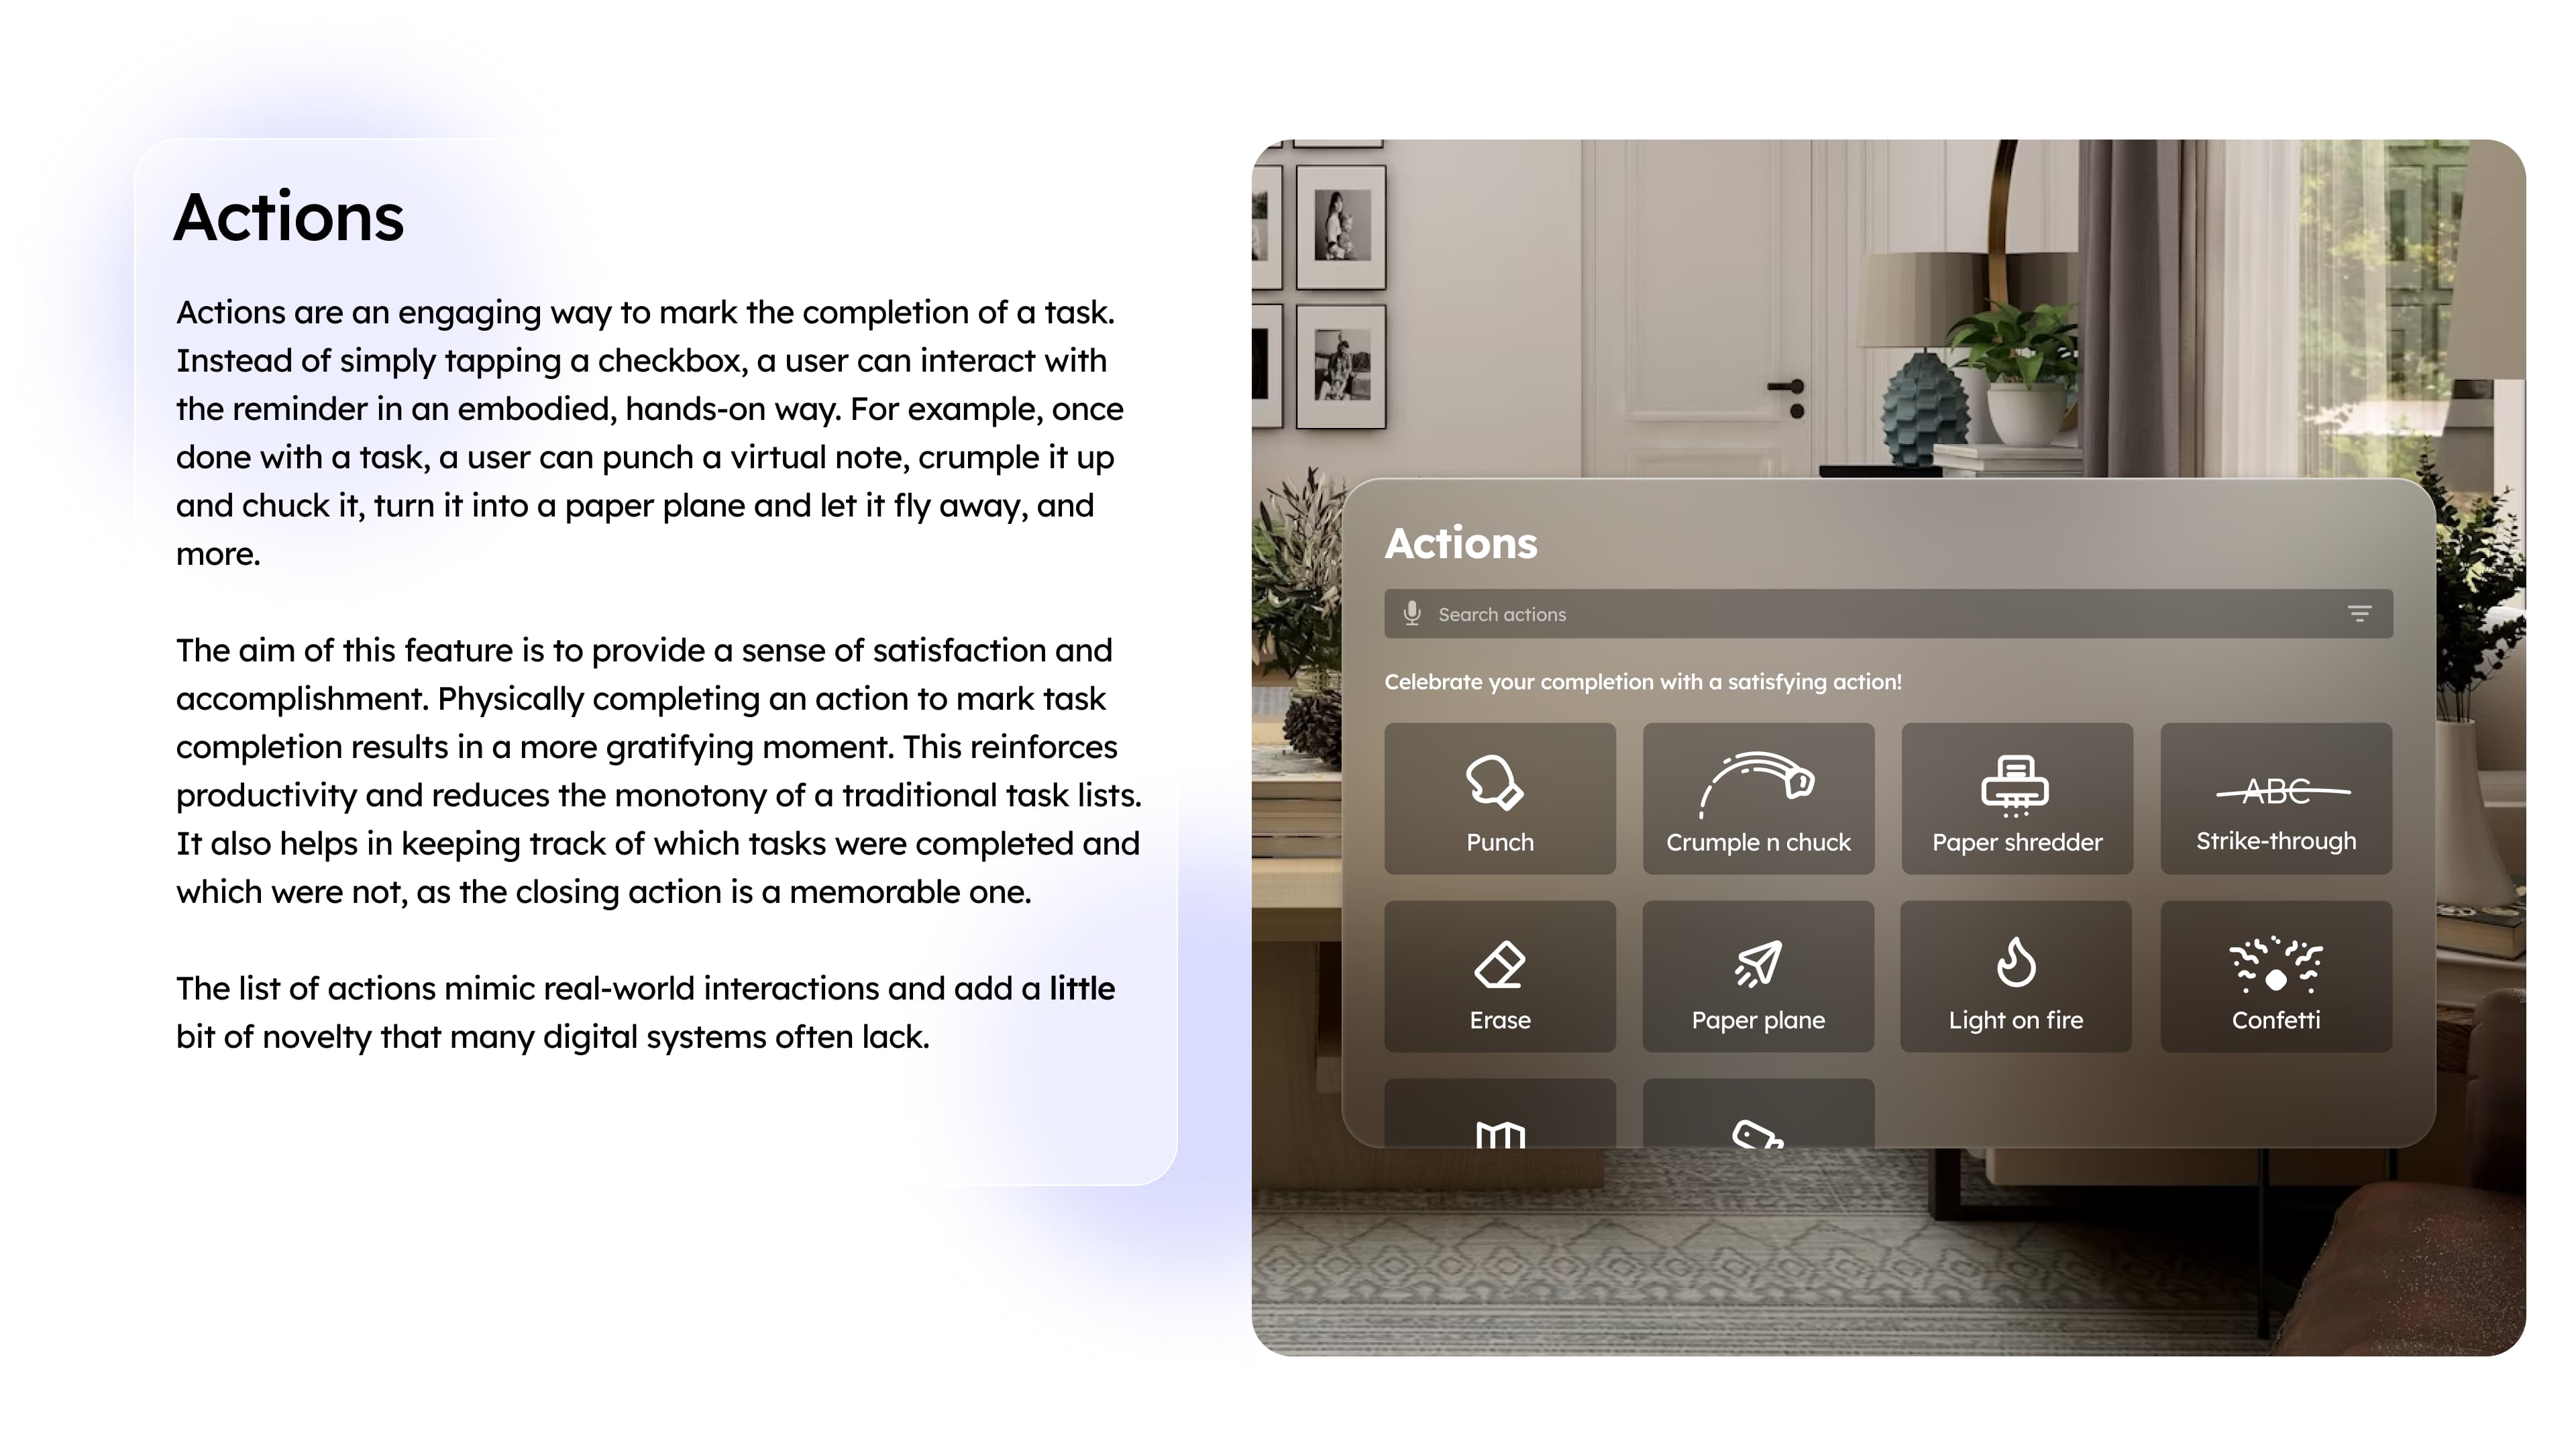 Actions
Actions are an engaging way to mark the completion of a task.
Instead of simply tapping a checkbox, a user can interact with
the reminder in an embodied, hands-on way. For example, once
done with a task, a user can punch a virtual note, crumple it up
and chuck it, turn it into a paper plane and let it fly away, and
more.
The aim of this feature is to provide a sense of satisfaction and
accomplishment. Physically completing an action to mark task
completion results in a more gratifying moment. This reinforces
productivity and reduces the monotony of a traditional task lists.
It also helps in keeping track of which tasks were completed and
which were not, as the closing action is a memorable one.
The list of actions mimic real-world interactions and add a little
bit of novelty that many digital systems often lack.
Actions
Search actions
Celebrate your completion with a satisfying action!
Punch
Crumple n chuck
Paper shredder
ABC
Strike-through
Erase
Paper plane
Light on fire
Confetti